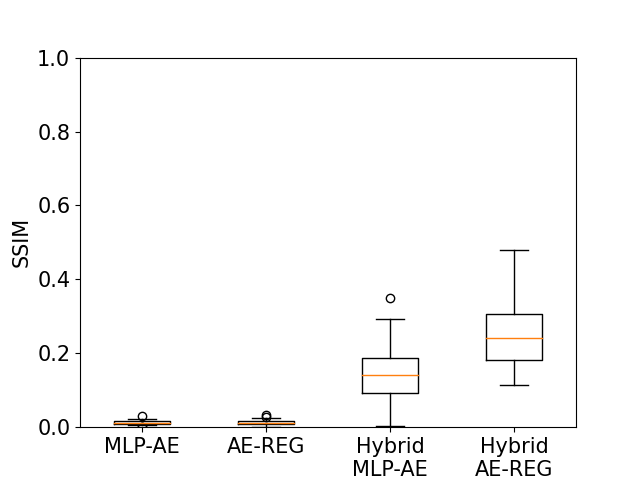 1.0
0.8
0.6
0.4
0.2
0.0
SSIM
MLP-AE
AE-REG
Hybrid
MLP-AE
Hybrid
AE-REG